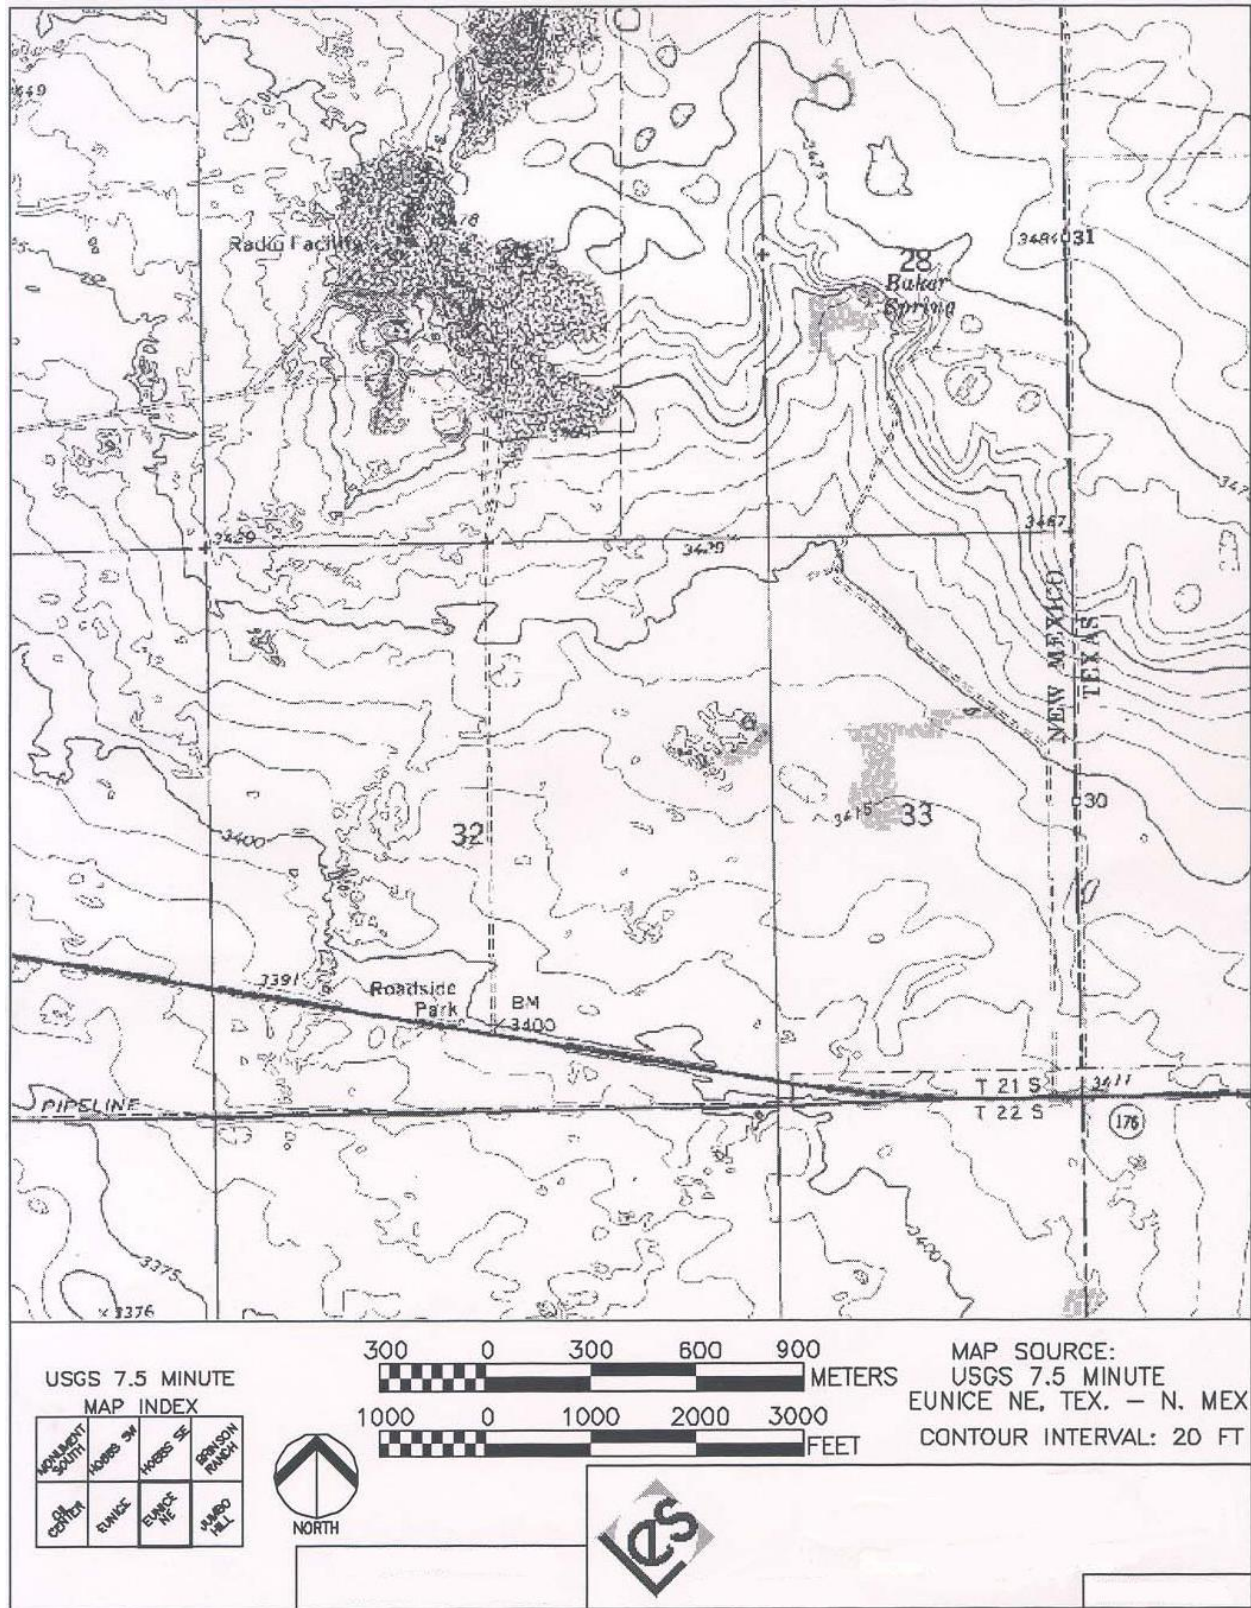 3449
3475
3478
Radio Facility
3484
31
28
Baker
Spring
3429
3429
3467
NEW MEXICO
TEXAS
32
3415
33
30
3400
3391
Roadside
Park
BM
3400
T 21 S
3411
PIPELINE
T 22 S
176
3400
3375
3376
USGS 7.5 MINUTE
MAP INDEX
MONUMENT SOUTH
HOBBS SW
HOBBS SE
BRINSON RANCH
OIL CENTER
EUNICE
EUNICE NE
JUMBO HILL
NORTH
300 0 300 600 900
METERS
1000 0 1000 2000 3000
FEET
MAP SOURCE:
USGS 7.5 MINUTE
EUNICE NE, TEX. – N. MEX
CONTOUR INTERVAL: 20 FT
Les